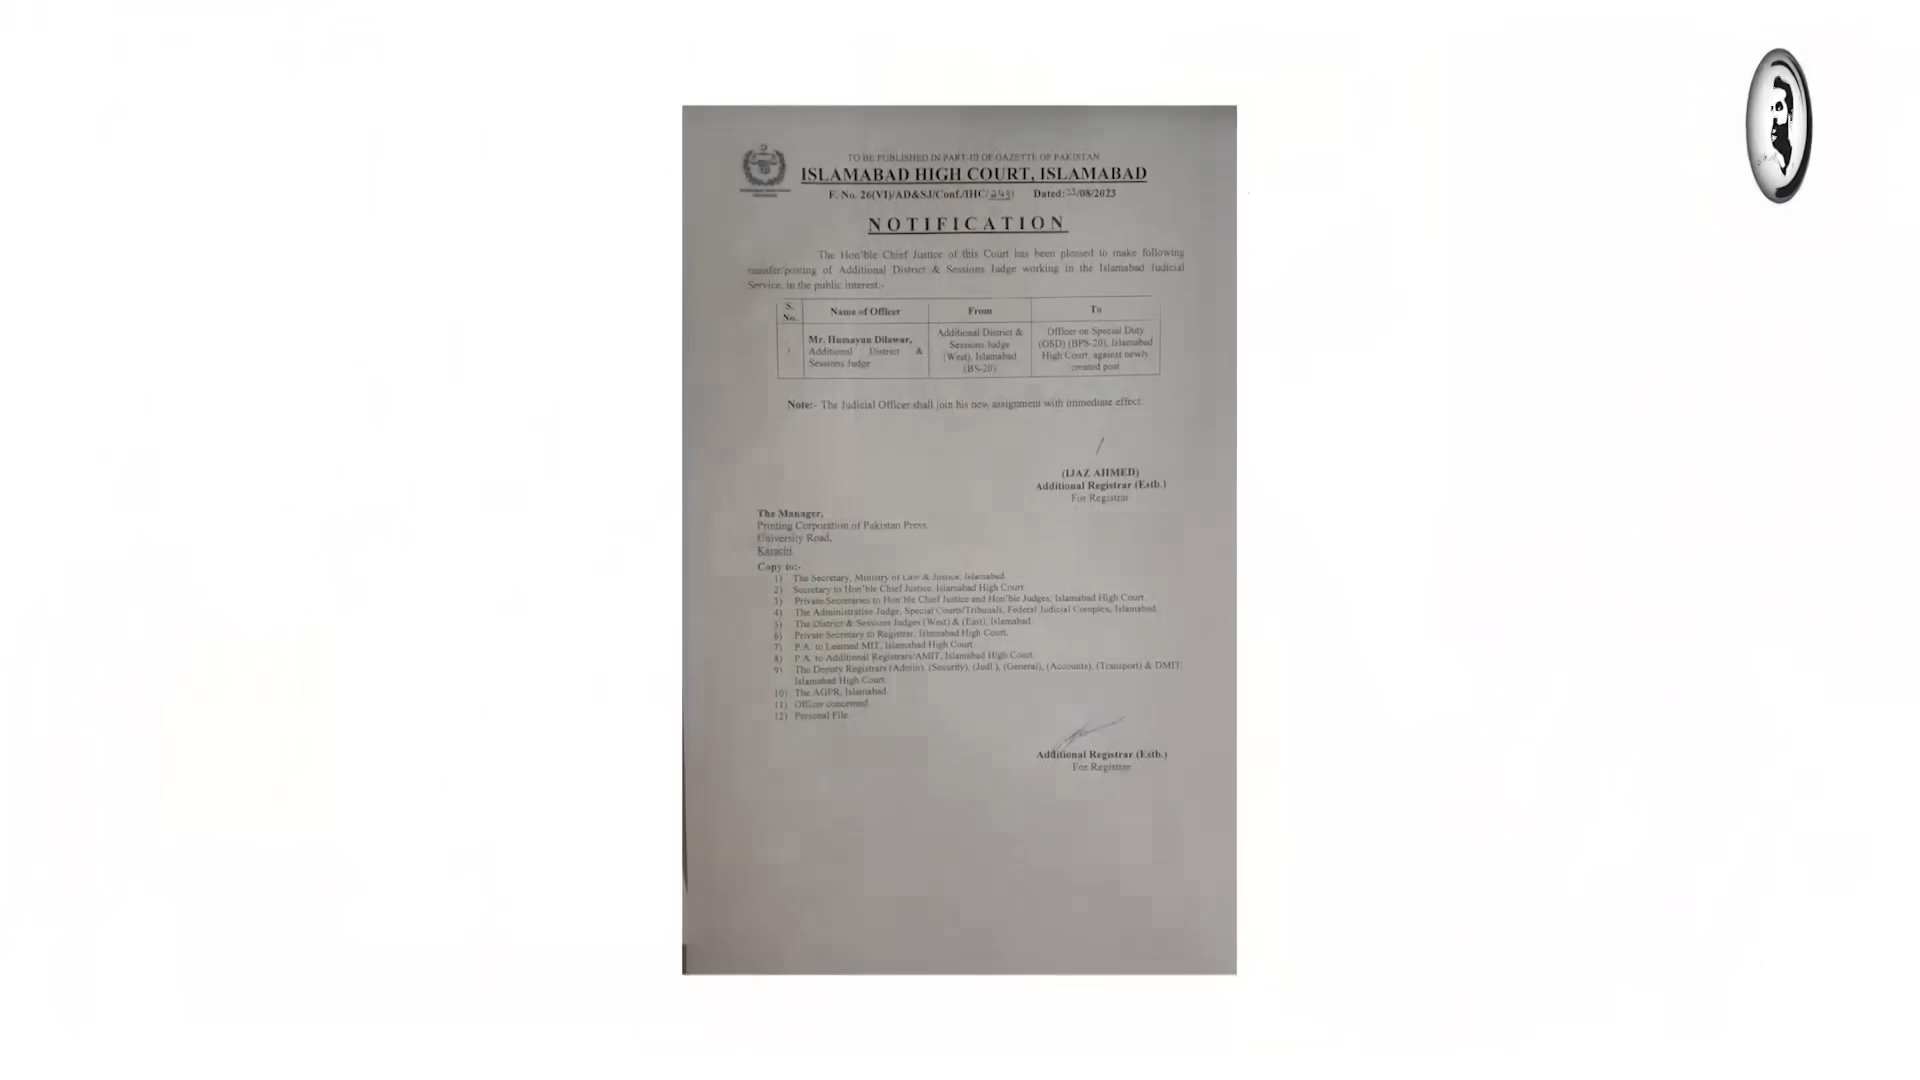 TO BE PUBLISHED IN PART-III OF GAZETTE OF PAKISTAN
ISLAMABAD HIGH COURT, ISLAMABAD
F. No. 26(VI)/AD&SJ/Conf./IHC/ Dated: /08/2023
NOTIFICATION
The Hon'ble Chief Justice of this Court has been pleased to make following
transfer/posting of Additional District & Sessions Judge working in the Islamabad Judicial
Service, in the public interest:-
S. No. Name of Officer From To
1 Mr. Humayun Dilawar, Additional District & Sessions Judge
Additional District & Sessions Judge (West), Islamabad (BS-20)
Officer on Special Duty (OSD) (BPS-20), Islamabad High Court, against newly created post
Note:- The Judicial Officer shall join his new assignment with immediate effect.
(IJAZ AHMED)
Additional Registrar (Estb.)
For Registrar
The Manager,
Printing Corporation of Pakistan Press,
University Road,
Karachi.
Copy to:-
1) The Secretary, Ministry of Law & Justice, Islamabad.
2) Secretary to Hon'ble Chief Justice, Islamabad High Court.
3) Private Secretaries to Hon'ble Chief Justice and Hon'ble Judges, Islamabad High Court.
4) The Administrative Judge, Special Courts/Tribunals, Federal Judicial Complex, Islamabad.
5) The District & Sessions Judges (West) & (East), Islamabad.
6) Private Secretary to Registrar, Islamabad High Court.
7) P.A. to Learned MIT, Islamabad High Court.
8) P.A. to Additional Registrars/AMIT, Islamabad High Court.
9) The Deputy Registrars (Admin), (Security), (Judl.), (General), (Accounts), (Transport) & DMIT,
Islamabad High Court.
10) The AGPR, Islamabad.
11) Officer concerned.
12) Personal File.
Additional Registrar (Estb.)
For Registrar